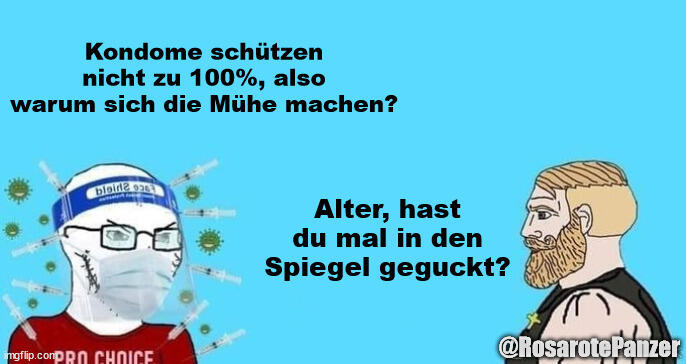 Kondome schützen
nicht zu 100%, also
warum sich die Mühe machen?
Face Shield
Alter, hast
du mal in den
Spiegel geguckt?
PRO CHOICE
@RosarotePanzer
imgflip.com